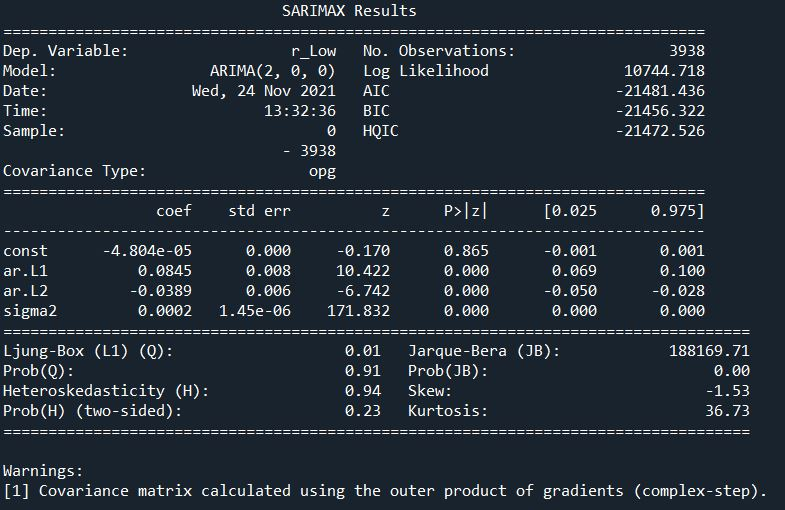 SARIMAX Results
==============================================================================
Dep. Variable:                  r_Low   No. Observations:                 3938
Model:                 ARIMA(2, 0, 0)   Log Likelihood               10744.718
Date:                Wed, 24 Nov 2021   AIC                         -21481.436
Time:                        13:32:36   BIC                         -21456.322
Sample:                             0   HQIC                        -21472.526
                               - 3938
Covariance Type:                  opg
==============================================================================
                 coef    std err          z      P>|z|      [0.025      0.975]
------------------------------------------------------------------------------
const      -4.804e-05      0.000     -0.170      0.865      -0.001       0.001
ar.L1          0.0845      0.008     10.422      0.000       0.069       0.100
ar.L2         -0.0389      0.006     -6.742      0.000      -0.050      -0.028
sigma2         0.0002   1.45e-06    171.832      0.000       0.000       0.000
===================================================================================
Ljung-Box (L1) (Q):                   0.01   Jarque-Bera (JB):            188169.71
Prob(Q):                              0.91   Prob(JB):                         0.00
Heteroskedasticity (H):               0.94   Skew:                            -1.53
Prob(H) (two-sided):                  0.23   Kurtosis:                        36.73
===================================================================================
Warnings:
[1] Covariance matrix calculated using the outer product of gradients (complex-step).